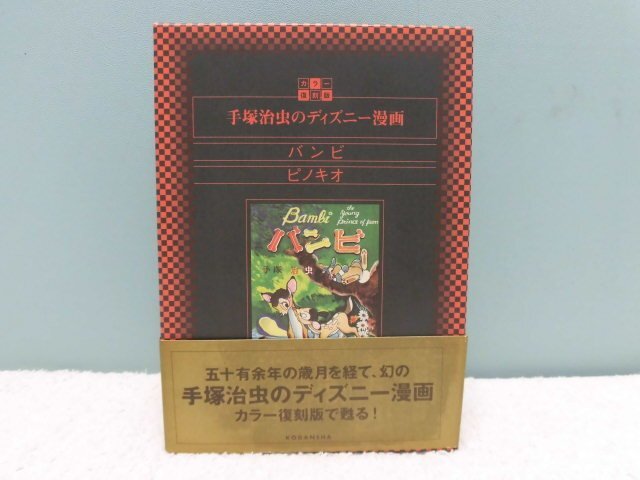 カラー
復刻版
手塚治虫のディズニー漫画
バンビ
ピノキオ
Bambi
the
Young
Prince of
バンビ
手塚治虫
五十有余年の歳月を経て、幻の
手塚治虫のディズニー漫画
カラー復刻版で甦る!
KODANSHA